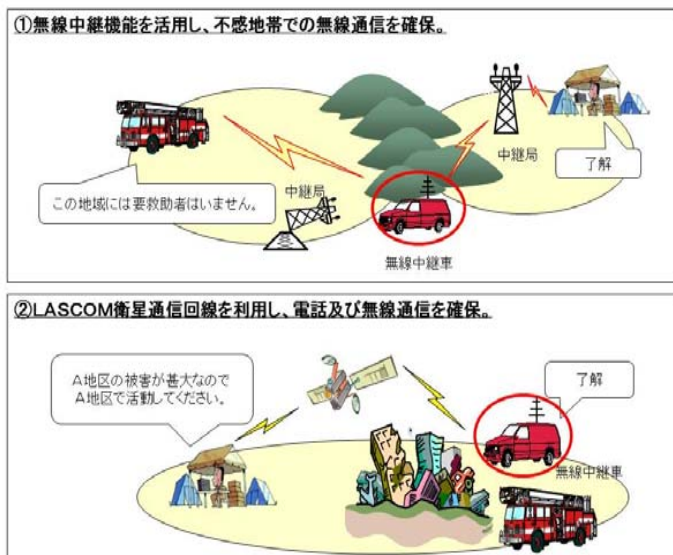 ①無線中継機能を活用し、不感地帯での無線通信を確保。
中継局
了解
この地域には要救助者はいません。
中継局
無線中継車
②LASCOM衛星通信回線を利用し、電話及び無線通信を確保。
A地区の被害が甚大なので
A地区で活動してください。
了解
無線中継車